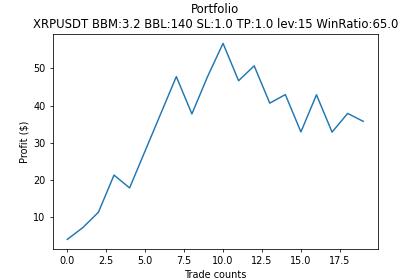 Portfolio
XRPUSDT BBM:3.2 BBL:140 SL:1.0 TP:1.0 lev:15 WinRatio:65.0
Profit ($)
50
40
30
20
10
0.0 2.5 5.0 7.5 10.0 12.5 15.0 17.5
Trade counts